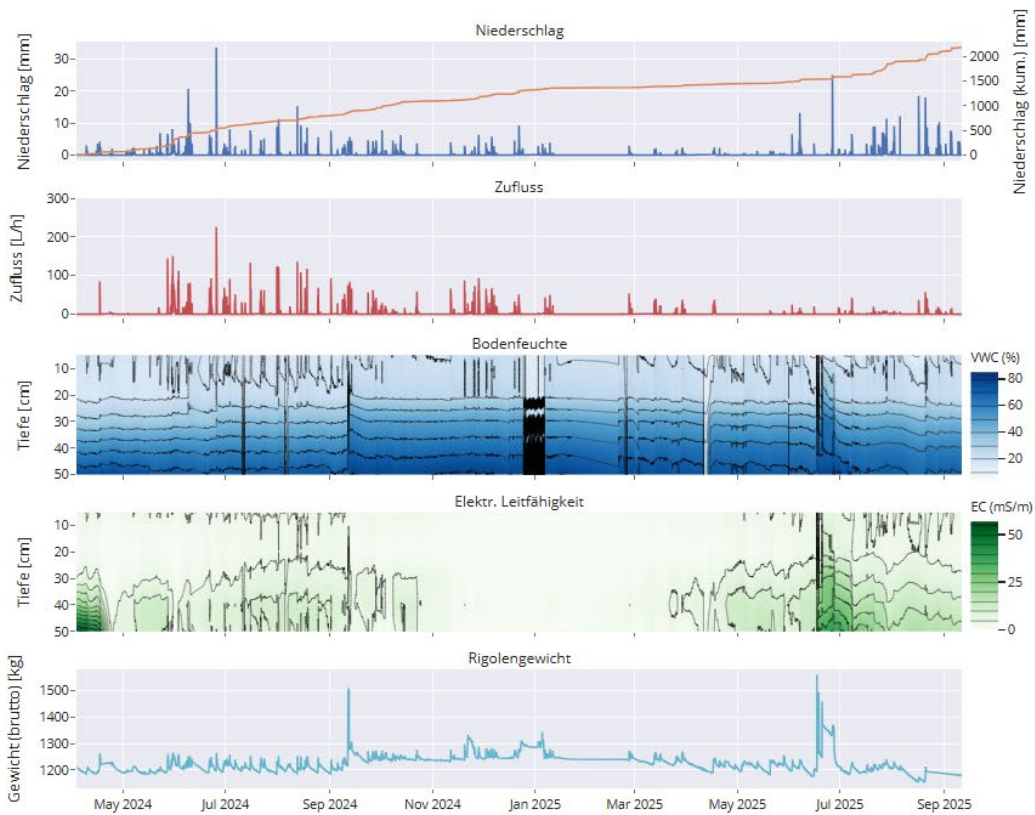 Niederschlag
Niederschlag [mm]
30
20
10
0
2000
1500
1000
500
0
Niederschlag (kum.) [mm]
Zufluss
Zufluss [L/h]
300
200
100
0
Bodenfeuchte
Tiefe [cm]
10
20
30
40
50
VWC (%)
80
60
40
20
Elektr. Leitfähigkeit
Tiefe [cm]
10
20
30
40
50
EC (mS/m)
50
25
0
Rigolengewicht
Gewicht (brutto) [kg]
1500
1400
1300
1200
May 2024 Jul 2024 Sep 2024 Nov 2024 Jan 2025 Mar 2025 May 2025 Jul 2025 Sep 2025